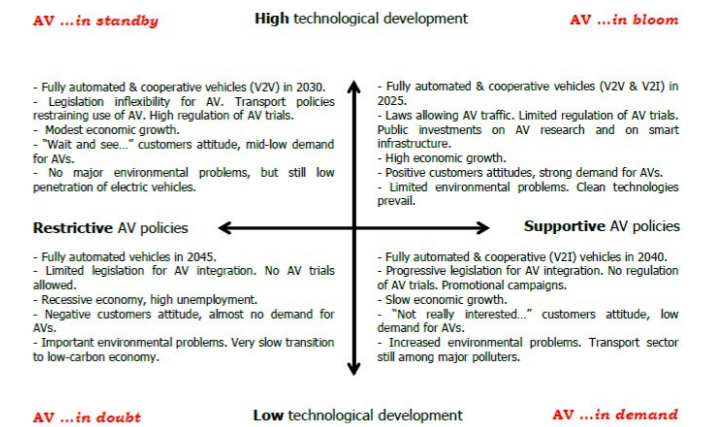 AV ...in standby
High technological development
AV ...in bloom
- Fully automated & cooperative vehicles (V2V) in 2030.
- Legislation inflexibility for AV. Transport policies
restraining use of AV. High regulation of AV trials.
- Modest economic growth.
- "Wait and see..." customers attitude, mid-low demand
for AVs.
- No major environmental problems, but still low
penetration of electric vehicles.
- Fully automated & cooperative vehicles (V2V & V2I) in
2025.
- Laws allowing AV traffic. Limited regulation of AV trials.
Public investments on AV research and on smart
infrastructure.
- High economic growth.
- Positive customers attitudes, strong demand for AVs.
- Limited environmental problems. Clean technologies
prevail.
Restrictive AV policies
Supportive AV policies
- Fully automated vehicles in 2045.
- Limited legislation for AV integration. No AV trials
allowed.
- Recessive economy, high unemployment.
- Negative customers attitude, almost no demand for
AVs.
- Important environmental problems. Very slow transition
to low-carbon economy.
- Fully automated & cooperative (V2I) vehicles in 2040.
- Progressive legislation for AV integration. No regulation
of AV trials. Promotional campaigns.
- Slow economic growth.
- "Not really interested..." customers attitude, low
demand for AVs.
- Increased environmental problems. Transport sector
still among major polluters.
AV ...in doubt
Low technological development
AV ...in demand